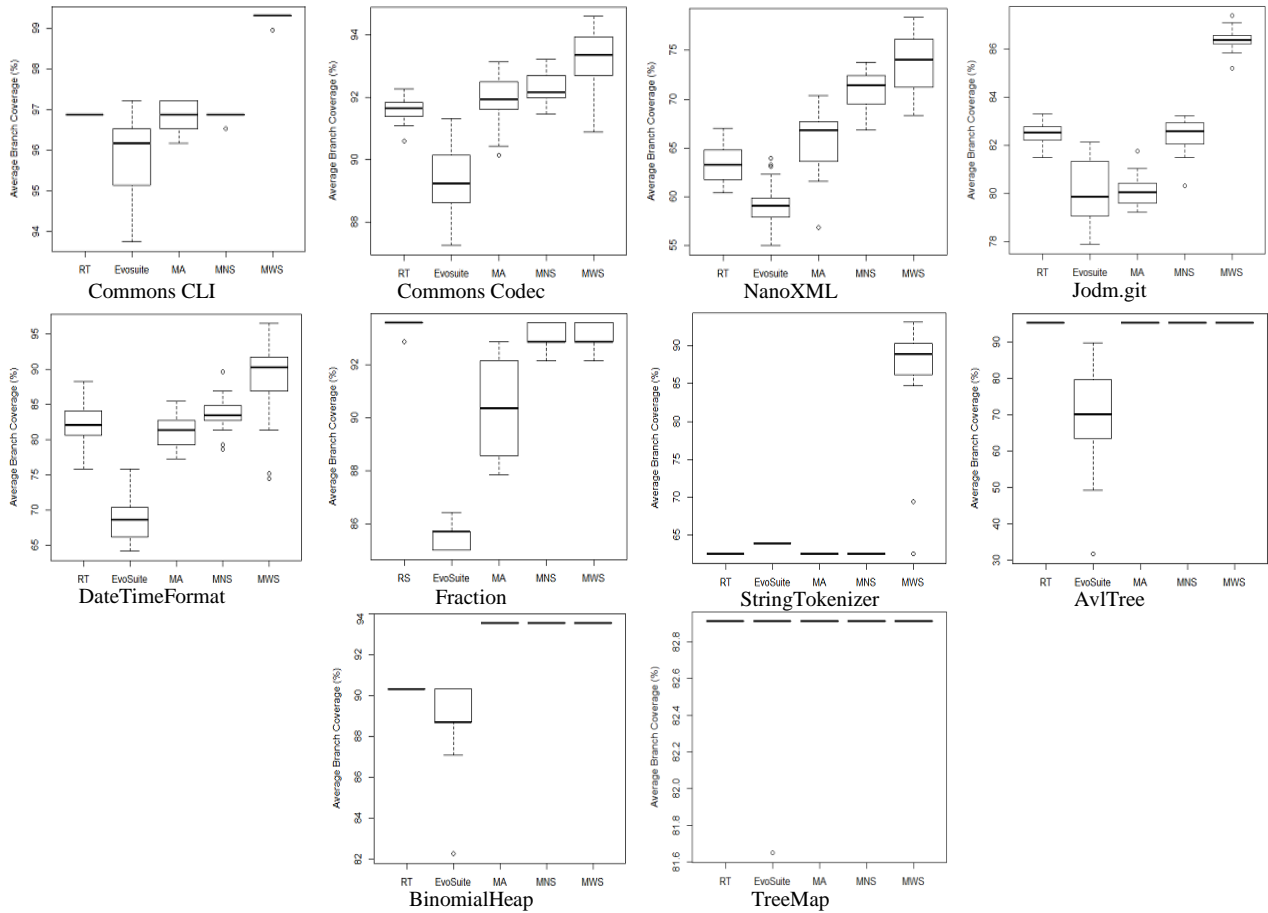 Average Branch Coverage (%)
99
98
97
96
95
94
RT Evosuite MA MNS MWS
Commons CLI
Average Branch Coverage (%)
94
92
90
88
RT Evosuite MA MNS MWS
Commons Codec
Average Branch Coverage (%)
75
70
65
60
55
RT Evosuite MA MNS MWS
NanoXML
Average Branch Coverage (%)
86
84
82
80
78
RT Evosuite MA MNS MWS
Jodm.git
Average Branch Coverage (%)
95
90
85
80
75
70
65
RT EvoSuite MA MNS MWS
DateTimeFormat
Average Branch Coverage (%)
92
90
88
86
RS EvoSuite MA MNS MWS
Fraction
Average Branch Coverage (%)
90
85
80
75
70
65
RT EvoSuite MA MNS MWS
StringTokenizer
Average Branch Coverage (%)
90
80
70
60
50
40
30
RT EvoSuite MA MNS MWS
AvlTree
Average Branch Coverage (%)
94
92
90
88
86
84
82
RT EvoSuite MA MNS MWS
BinomialHeap
Average Branch Coverage (%)
82.8
82.6
82.4
82.2
82.0
81.8
81.6
RT EvoSuite MA MNS MWS
TreeMap